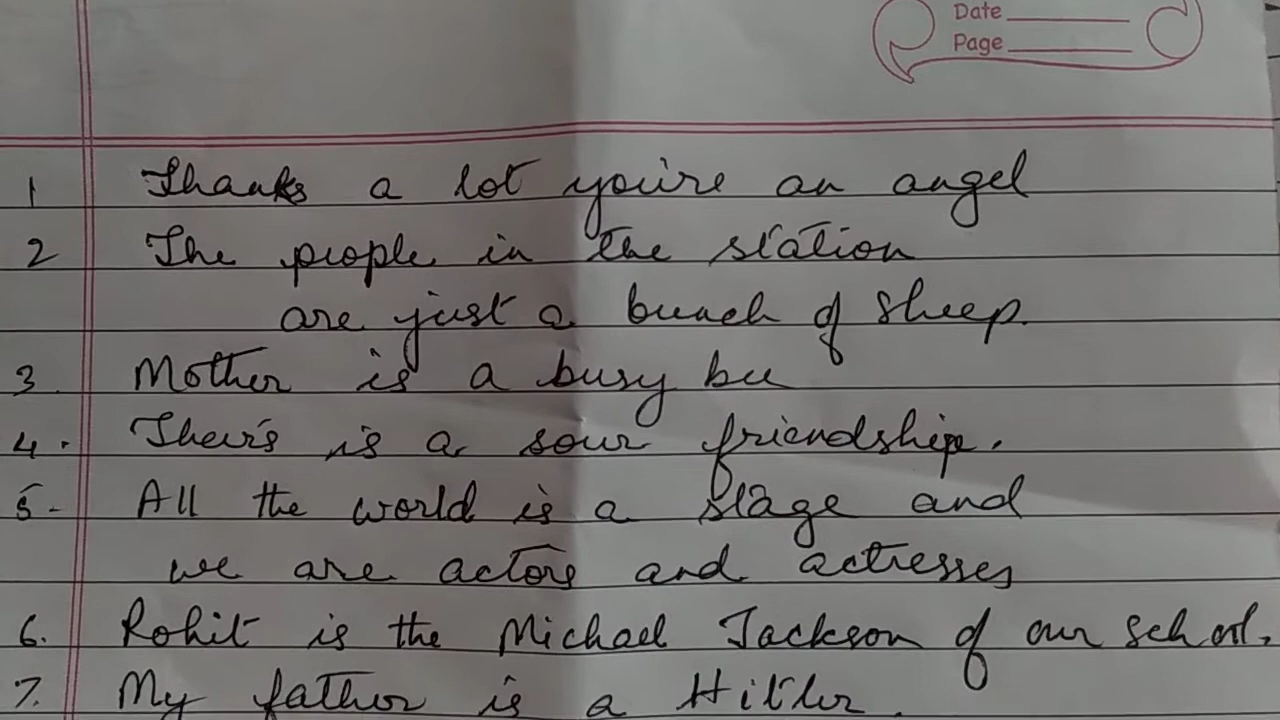 Date
Page
1 Thanks a lot you're an angel
2 The people in the station
are just a bunch of sheep.
3 Mother is a busy bee
4. Their's is a sour friendship.
5- All the world is a stage and
we are actors and actresses
6. Rohit is the Michael Jackson of our school.
7. My father is a Hitler.